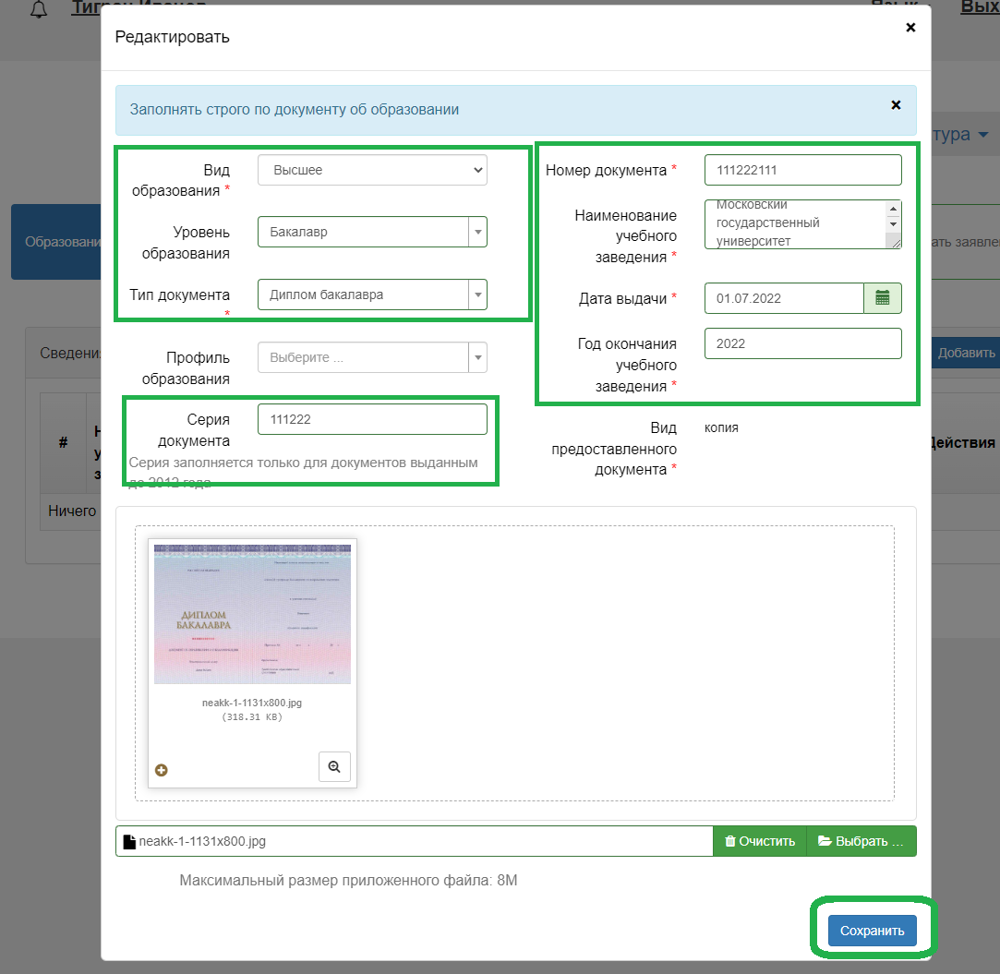 Редактировать
Заполнять строго по документу об образовании
Вид
образования *
Высшее
Уровень
образования
Бакалавр
Тип документа
*
Диплом бакалавра
Профиль
образования
Выберите ...
Серия
документа
111222
Серия заполняется только для документов выданным
до 2012 года
Номер документа *
111222111
Наименование
учебного
заведения *
Московский
государственный
университет
Дата выдачи *
01.07.2022
Год окончания
учебного
заведения *
2022
Вид
предоставленного
документа *
копия
ДИПЛОМ
БАКАЛАВРА
neakk-1-1131x800.jpg
(318.31 KB)
neakk-1-1131x800.jpg
Очистить
Выбрать ...
Максимальный размер приложенного файла: 8M
Сохранить
тура
Образовани
ать заявле
Сведени
Добавить
#
Действия
Ничего